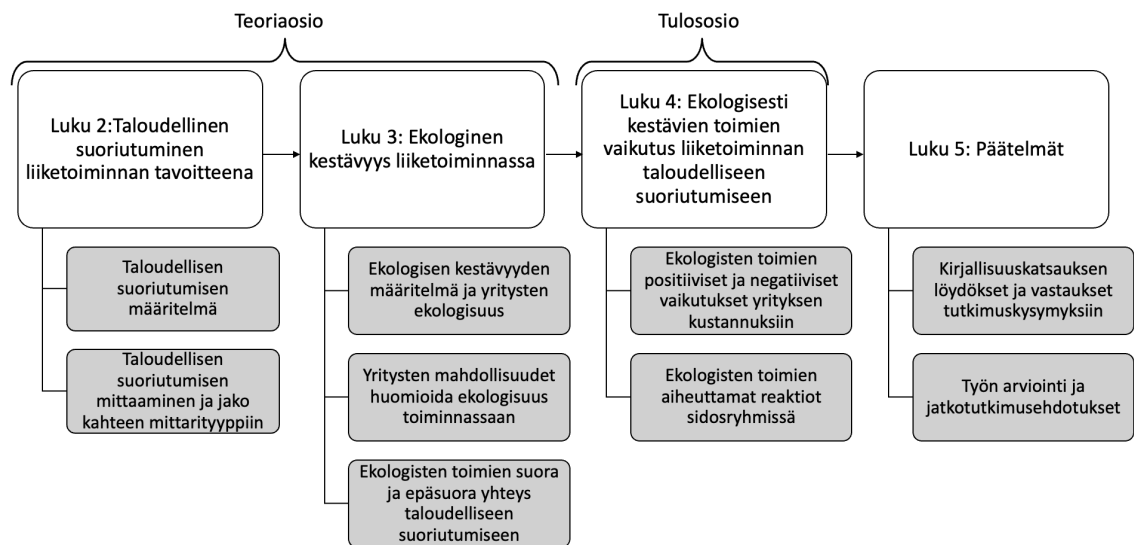 Teoriaosio
Tulososio
Luku 2:Taloudellinen
suoriutuminen
liiketoiminnan tavoitteena
Luku 3: Ekologinen
kestävyys liiketoiminnassa
Luku 4: Ekologisesti
kestävien toimien
vaikutus liiketoiminnan
taloudelliseen
suoriutumiseen
Luku 5: Päätelmät
Taloudellisen
suoriutumisen
määritelmä
Taloudellisen
suoriutumisen
mittaaminen ja jako
kahteen mittarityyppiin
Ekologisen kestävyyden
määritelmä ja yritysten
ekologisuus
Yritysten mahdollisuudet
huomioida ekologisuus
toiminnassaan
Ekologisten toimien suora
ja epäsuora yhteys
taloudelliseen
suoriutumiseen
Ekologisten toimien
positiiviset ja negatiiviset
vaikutukset yrityksen
kustannuksiin
Ekologisten toimien
aiheuttamat reaktiot
sidosryhmissä
Kirjallisuuskatsauksen
löydökset ja vastaukset
tutkimuskysymyksiin
Työn arviointi ja
jatkotutkimusehdotukset